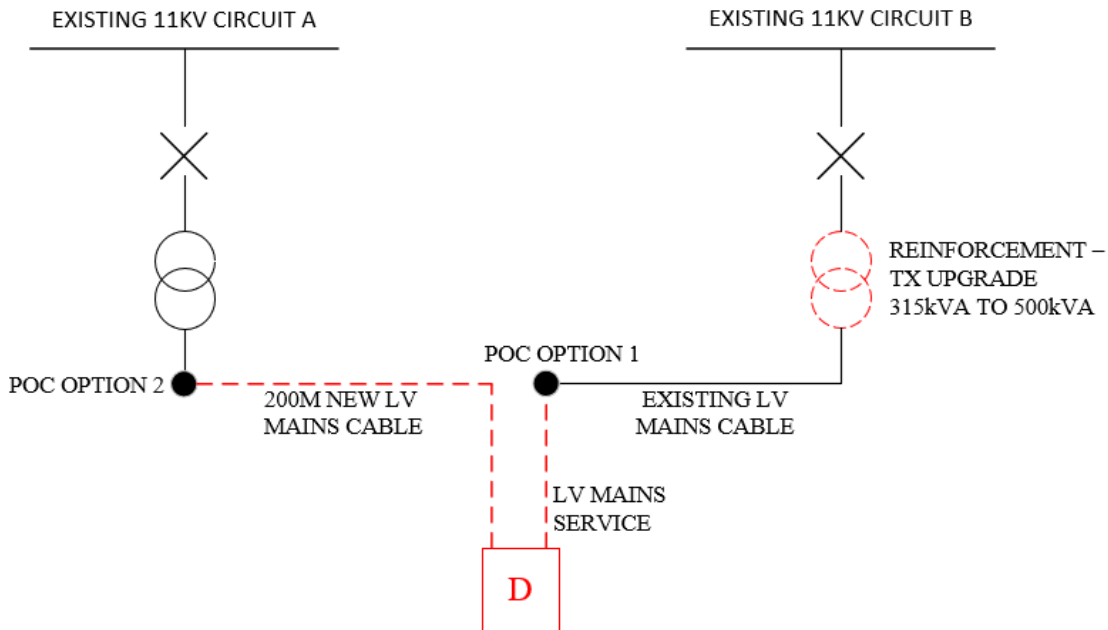 EXISTING 11KV CIRCUIT A
EXISTING 11KV CIRCUIT B
REINFORCEMENT –
TX UPGRADE
315kVA TO 500kVA
POC OPTION 1
POC OPTION 2
200M NEW LV
MAINS CABLE
EXISTING LV
MAINS CABLE
LV MAINS
SERVICE
D